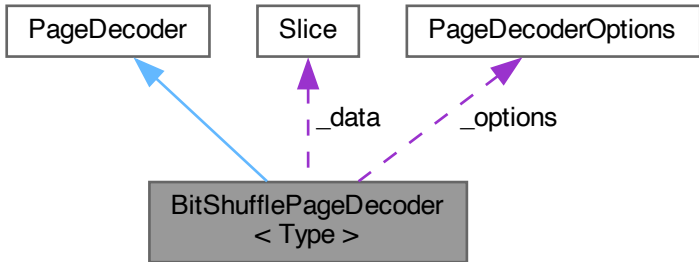 PageDecoder
Slice
PageDecoderOptions
_data
_options
BitShufflePageDecoder
< Type >